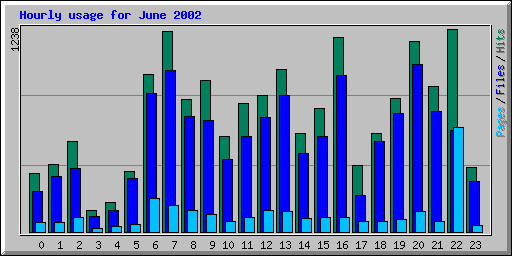 Hourly usage for June 2002
1238
Pages/Files/Hits
0 1 2 3 4 5 6 7 8 9 10 11 12 13 14 15 16 17 18 19 20 21 22 23